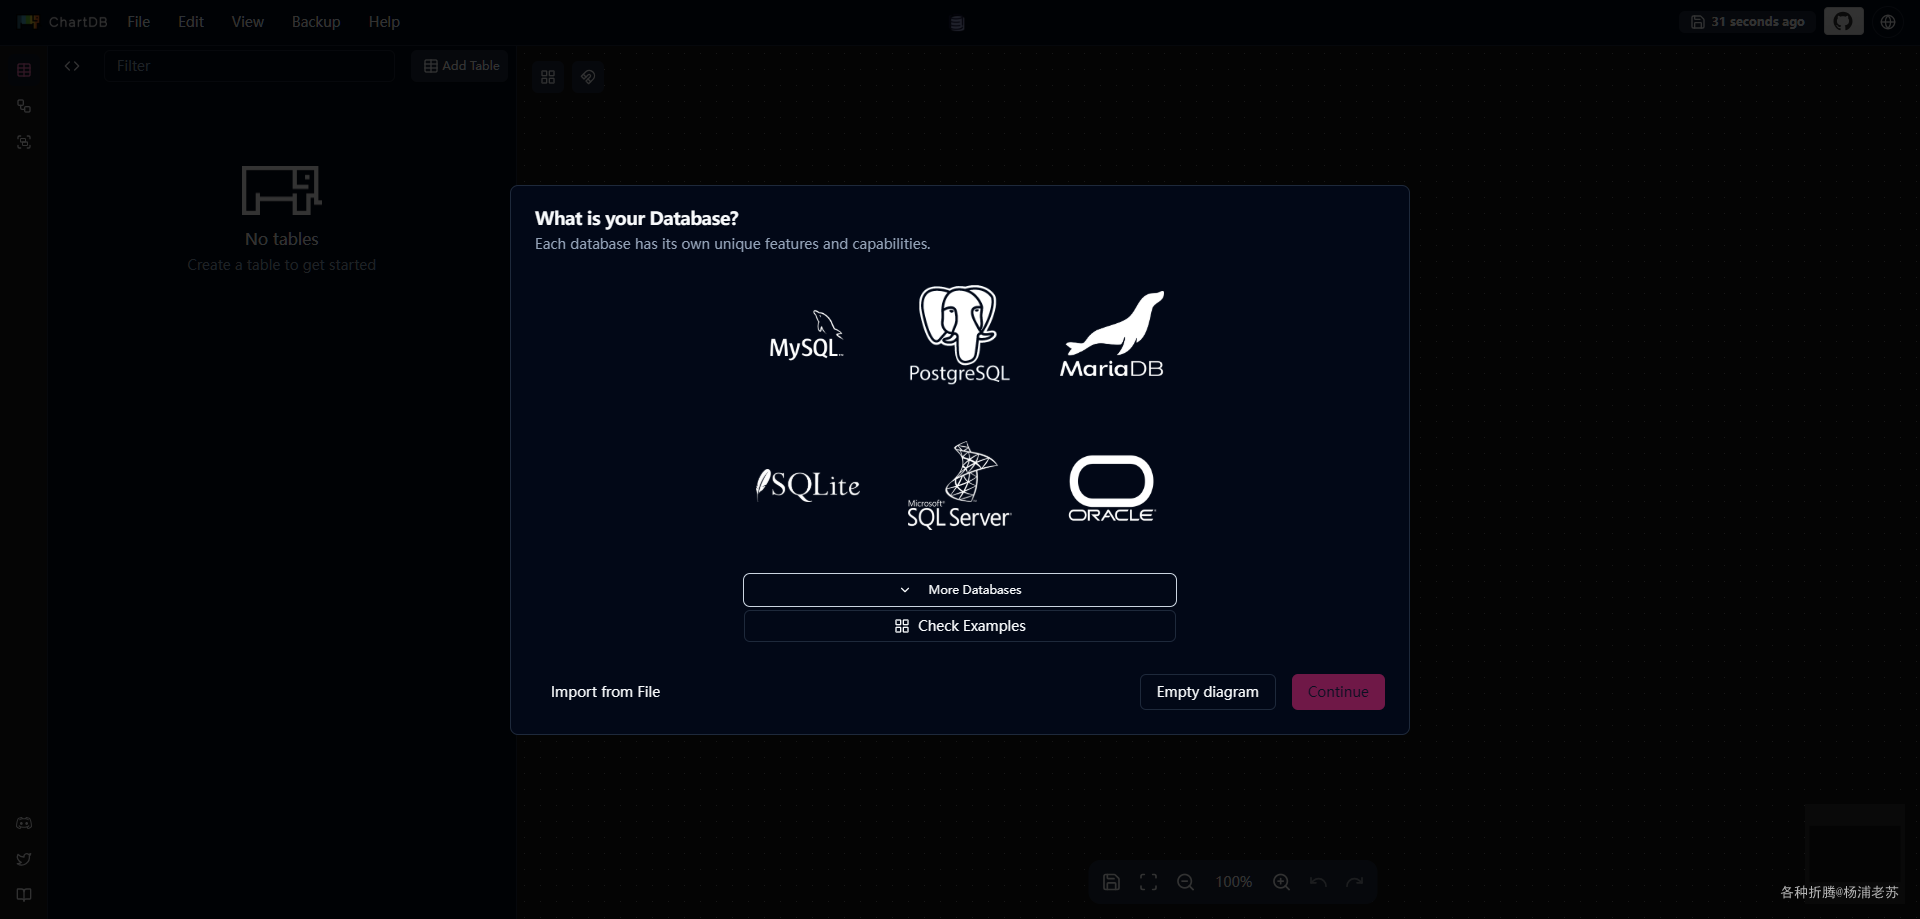 ChartDB File Edit View Backup Help
31 seconds ago
Filter
Add Table
No tables
Create a table to get started
What is your Database?
Each database has its own unique features and capabilities.
MySQL™
PostgreSQL
MariaDB
SQLite
Microsoft®
SQL Server®
ORACLE
More Databases
Check Examples
Import from File
Empty diagram
Continue
100%
各种折腾@杨浦老苏